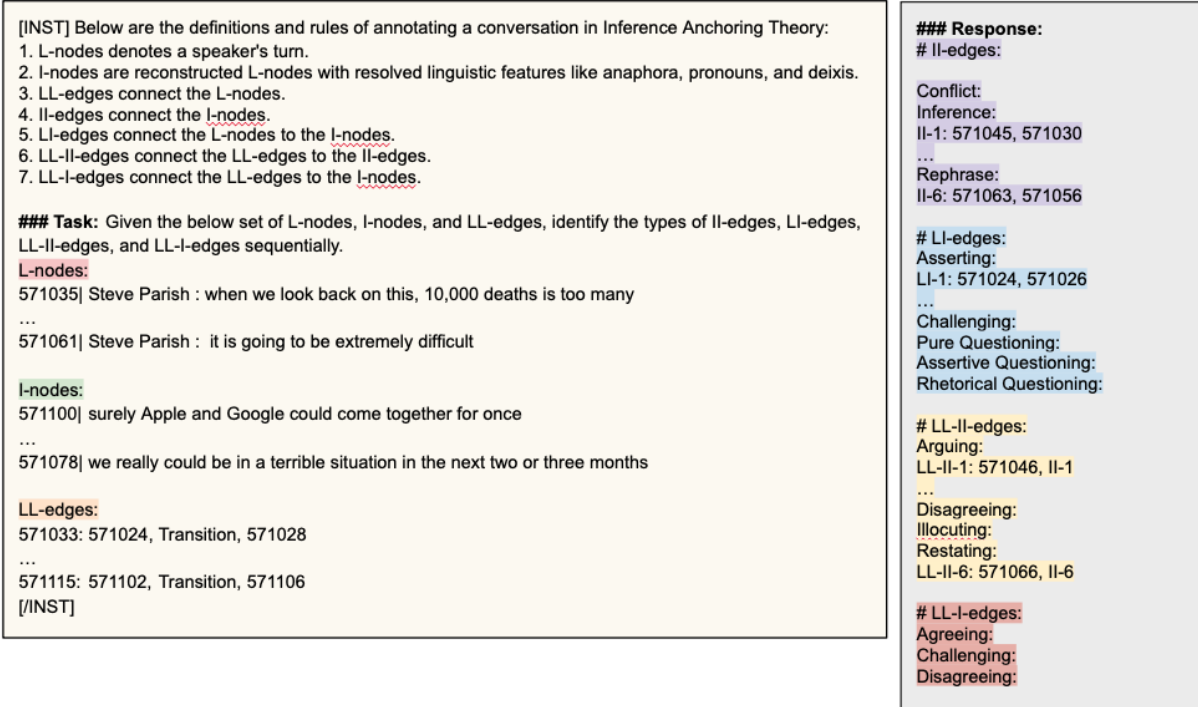 [INST] Below are the definitions and rules of annotating a conversation in Inference Anchoring Theory:
1. L-nodes denotes a speaker's turn.
2. I-nodes are reconstructed L-nodes with resolved linguistic features like anaphora, pronouns, and deixis.
3. LL-edges connect the L-nodes.
4. II-edges connect the I-nodes.
5. LI-edges connect the L-nodes to the I-nodes.
6. LL-II-edges connect the LL-edges to the II-edges.
7. LL-I-edges connect the LL-edges to the I-nodes.
### Task: Given the below set of L-nodes, I-nodes, and LL-edges, identify the types of II-edges, LI-edges,
LL-II-edges, and LL-I-edges sequentially.
L-nodes:
571035| Steve Parish : when we look back on this, 10,000 deaths is too many
...
571061| Steve Parish : it is going to be extremely difficult
I-nodes:
571100| surely Apple and Google could come together for once
...
571078| we really could be in a terrible situation in the next two or three months
LL-edges:
571033: 571024, Transition, 571028
...
571115: 571102, Transition, 571106
[/INST]
### Response:
# II-edges:
Conflict:
Inference:
II-1: 571045, 571030
...
Rephrase:
II-6: 571063, 571056
# LI-edges:
Asserting:
LI-1: 571024, 571026
...
Challenging:
Pure Questioning:
Assertive Questioning:
Rhetorical Questioning:
# LL-II-edges:
Arguing:
LL-II-1: 571046, II-1
...
Disagreeing:
Illocuting:
Restating:
LL-II-6: 571066, II-6
# LL-I-edges:
Agreeing:
Challenging:
Disagreeing: